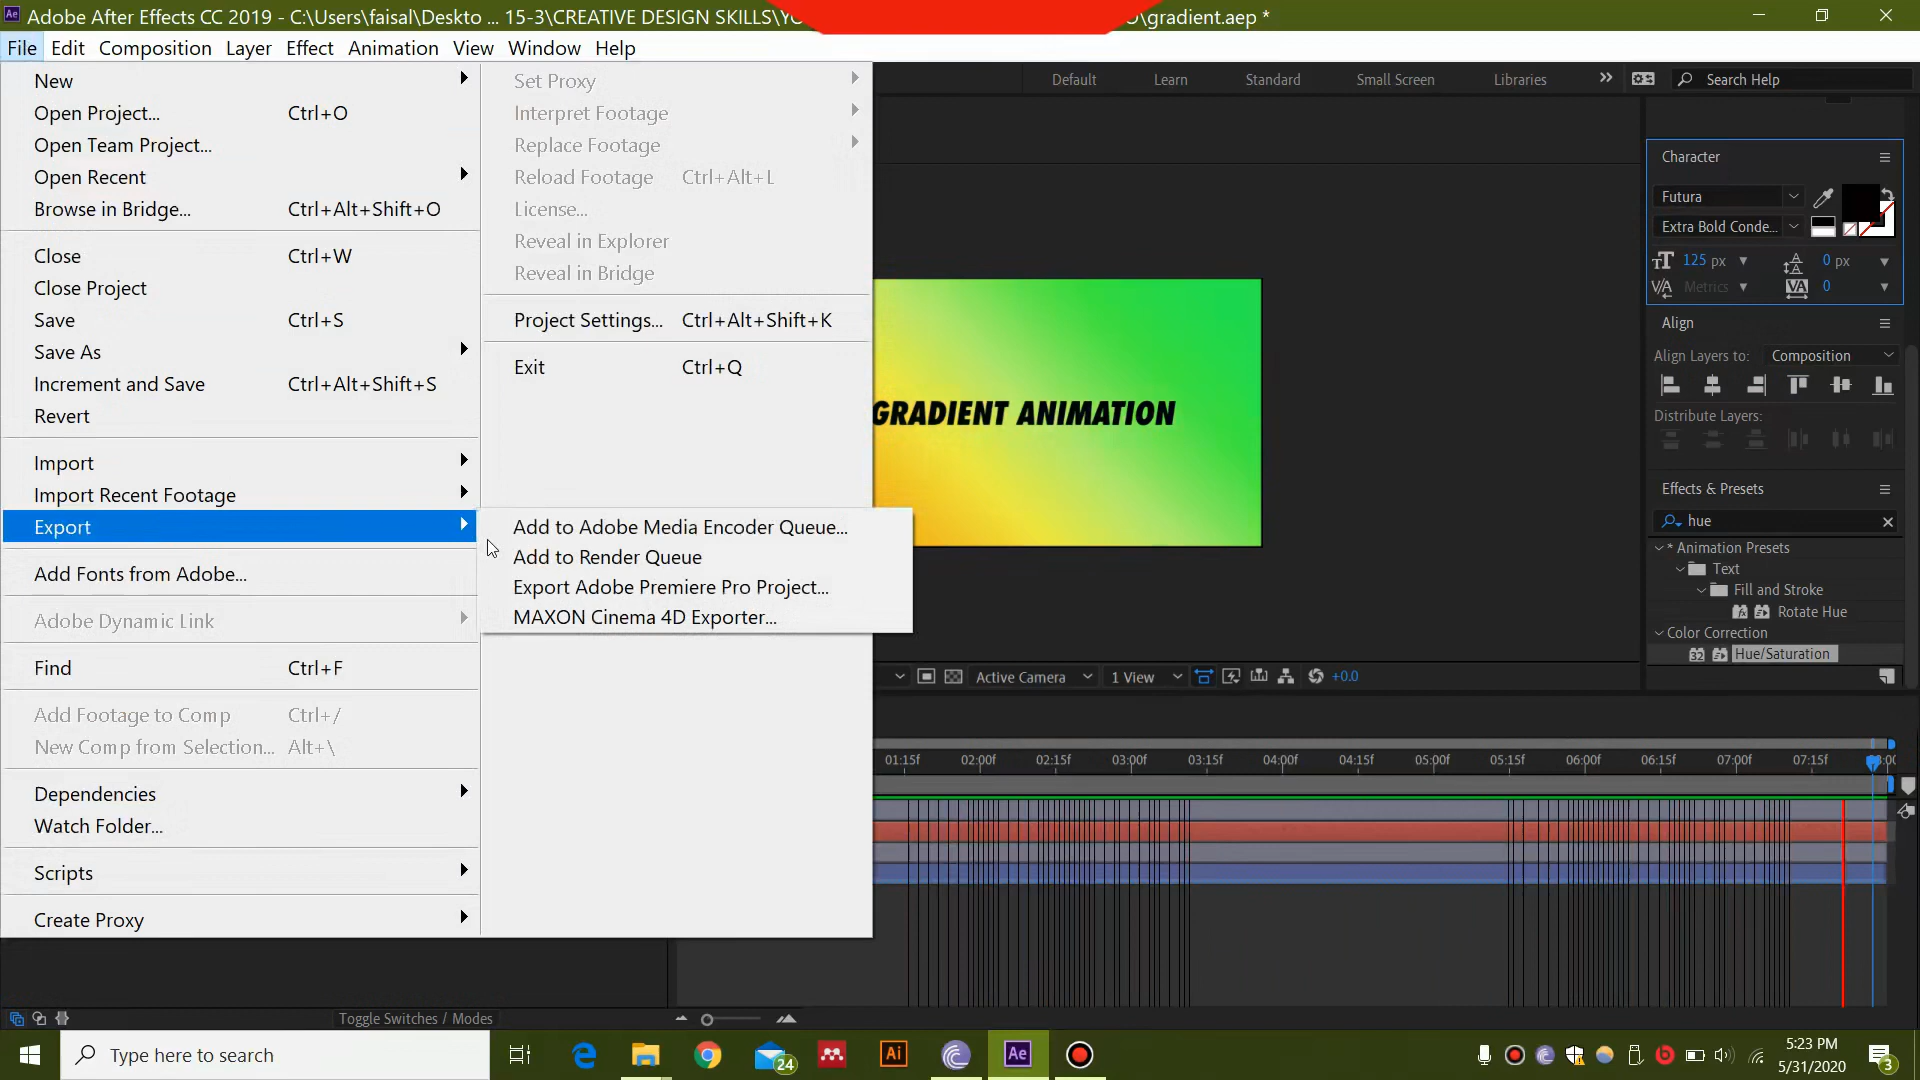 Adobe After Effects CC 2019 - C:\Users\faisal\Deskto ... 15-3\CREATIVE DESIGN SKILLS\YO
O\gradient.aep *
File Edit Composition Layer Effect Animation View Window Help
New
Open Project... Ctrl+O
Open Team Project...
Open Recent
Browse in Bridge... Ctrl+Alt+Shift+O
Close Ctrl+W
Close Project
Save Ctrl+S
Save As
Increment and Save Ctrl+Alt+Shift+S
Revert
Import
Import Recent Footage
Export
Add Fonts from Adobe...
Adobe Dynamic Link
Find Ctrl+F
Add Footage to Comp Ctrl+/
New Comp from Selection... Alt+\
Dependencies
Watch Folder...
Scripts
Create Proxy
Set Proxy
Interpret Footage
Replace Footage
Reload Footage Ctrl+Alt+L
License...
Reveal in Explorer
Reveal in Bridge
Project Settings... Ctrl+Alt+Shift+K
Exit Ctrl+Q
Add to Adobe Media Encoder Queue...
Add to Render Queue
Export Adobe Premiere Pro Project...
MAXON Cinema 4D Exporter...
Default Learn Standard Small Screen Libraries Search Help
GRADIENT ANIMATION
Character
Futura
Extra Bold Conde...
125 px 0 px
Metrics 0
Align
Align Layers to: Composition
Distribute Layers:
Effects & Presets
hue
* Animation Presets
Text
Fill and Stroke
Rotate Hue
Color Correction
32 Hue/Saturation
Active Camera 1 View +0.0
01:15f 02:00f 02:15f 03:00f 03:15f 04:00f 04:15f 05:00f 05:15f 06:00f 06:15f 07:00f 07:15f
Toggle Switches / Modes
Type here to search
24
Ai
Ae
5:23 PM
5/31/2020
3